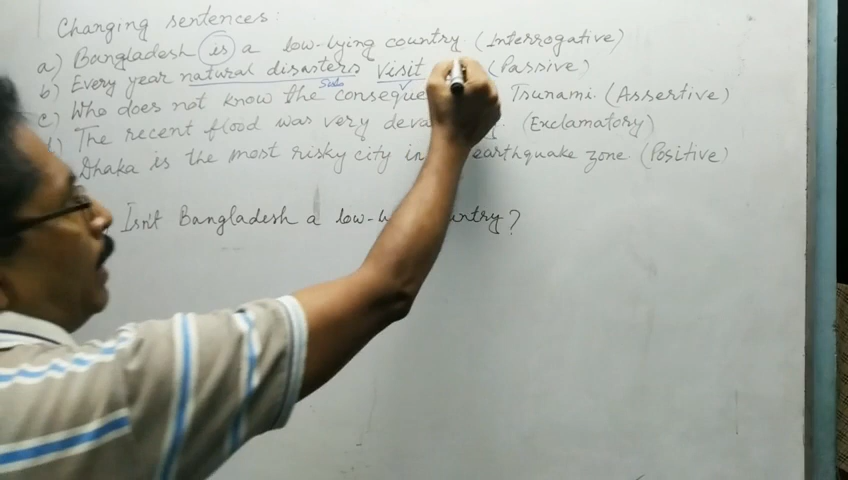 Changing sentences:
a) Bangladesh is a low-lying country. (Interrogative)
b) Every year natural disasters visit (Passive)
c) Who does not know the conseque Tsunami. (Assertive)
) The recent flood was very deva (Exclamatory)
Dhaka is the most risky city in earthquake zone. (Positive)
Isn't Bangladesh a low- untry?